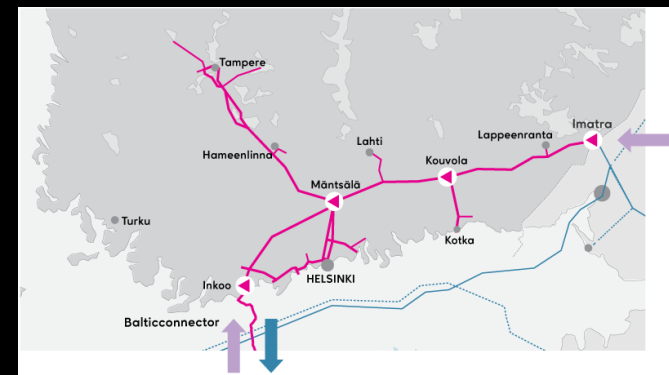 Tampere
Imatra
Lappeenranta
Lahti
Hameenlinna
Kouvola
Mäntsälä
Turku
Kotka
HELSINKI
Inkoo
Balticconnector